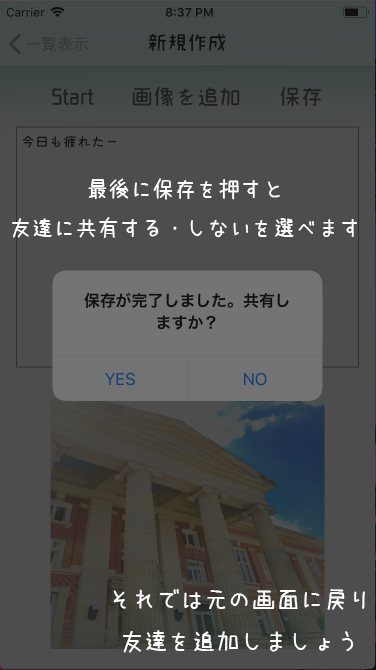 Carrier 8:37 PM
一覧表示 新規作成
Start 画像を追加 保存
今日も疲れたー
最後に保存を押すと
友達に共有する・しないを選べます
保存が完了しました。共有し
ますか？
YES NO
それでは元の画面に戻り
友達を追加しましょう